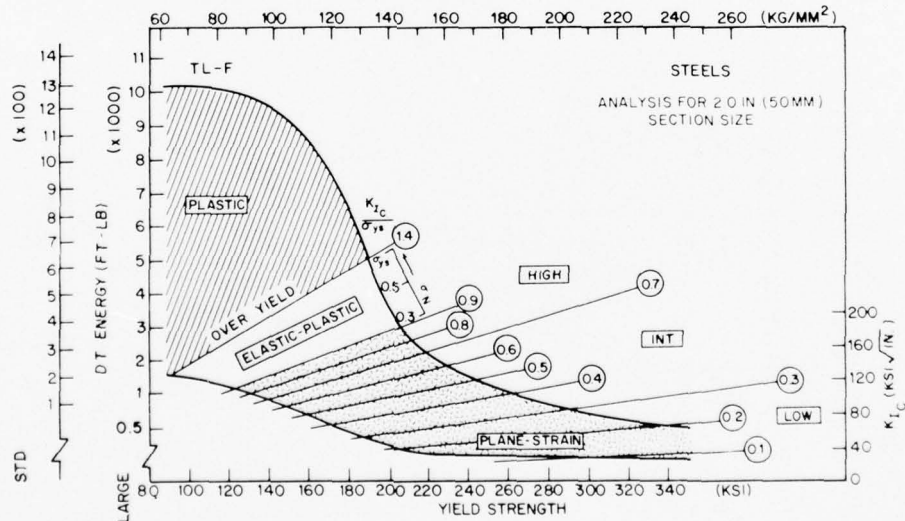 60 80 100 120 140 160 180 200 220 240 260 (KG/MM²)
TL-F
STEELS
ANALYSIS FOR 2.0 IN (50MM)
SECTION SIZE
STD
(x 100)
14
13
12
11
10
9
8
7
6
5
4
3
2
1
LARGE
DT ENERGY (FT-LB)
(x 1000)
11
10
9
8
7
6
5
4
3
2
1
0.5
PLASTIC
K_Ic
σys
1.4
σys
0.5
0.3
OVER YIELD
ELASTIC-PLASTIC
PLANE-STRAIN
HIGH
INT
LOW
0.9
0.8
0.7
0.6
0.5
0.4
0.3
0.2
0.1
200
160
120
80
40
0
K_Ic (KSI√IN)
80 100 120 140 160 180 200 220 240 260 280 300 320 340 (KSI)
YIELD STRENGTH